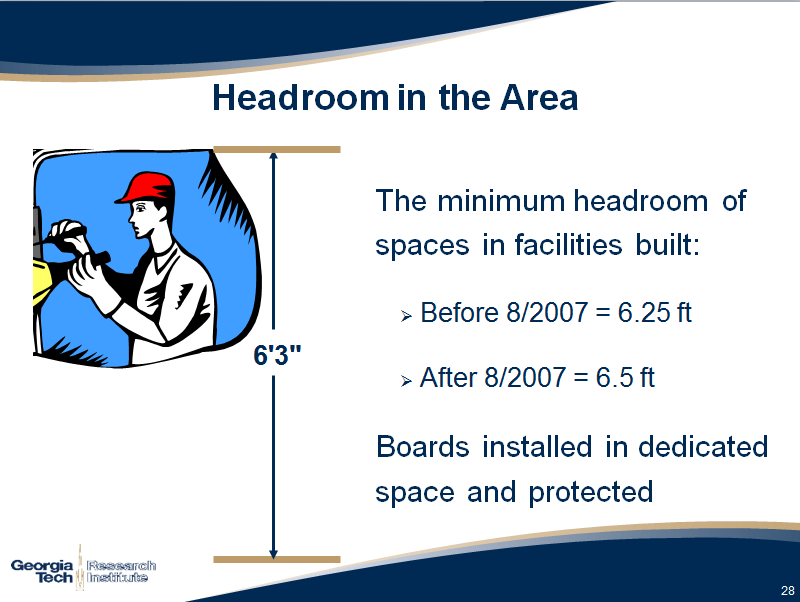 Headroom in the Area
The minimum headroom of
spaces in facilities built:
Before 8/2007 = 6.25 ft
6'3"
After 8/2007 = 6.5 ft
Boards installed in dedicated
space and protected
Georgia Research
Tech Institute
28